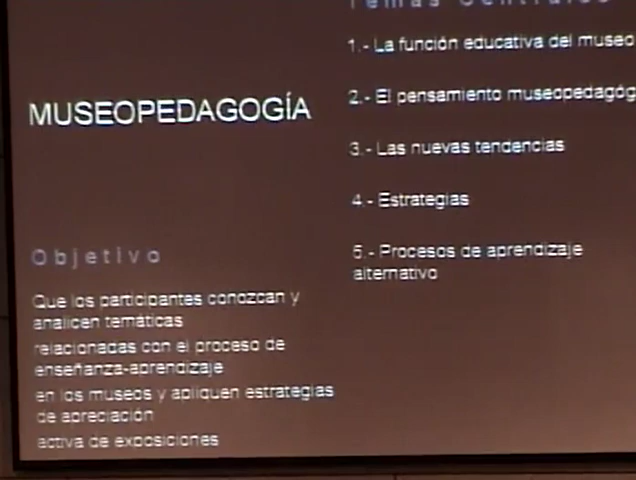 MUSEOPEDAGOGÍA
Objetivo
Que los participantes conozcan y
analicen temáticas
relacionadas con el proceso de
enseñanza-aprendizaje
en los museos y apliquen estrategias
de apreciación
activa de exposiciones
Temas Centrales
1.- La función educativa del museo
2.- El pensamiento museopedagóg
3.- Las nuevas tendencias
4.- Estrategias
5.- Procesos de aprendizaje
alternativo